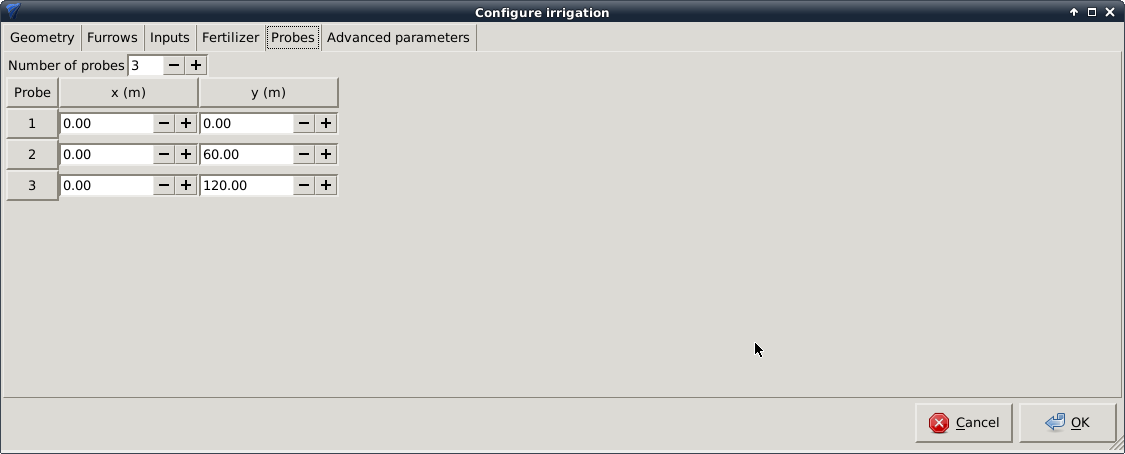 Configure irrigation
Geometry Furrows Inputs Fertilizer Probes Advanced parameters
Number of probes 3
Probe x (m) y (m)
1 0.00 0.00
2 0.00 60.00
3 0.00 120.00
Cancel OK